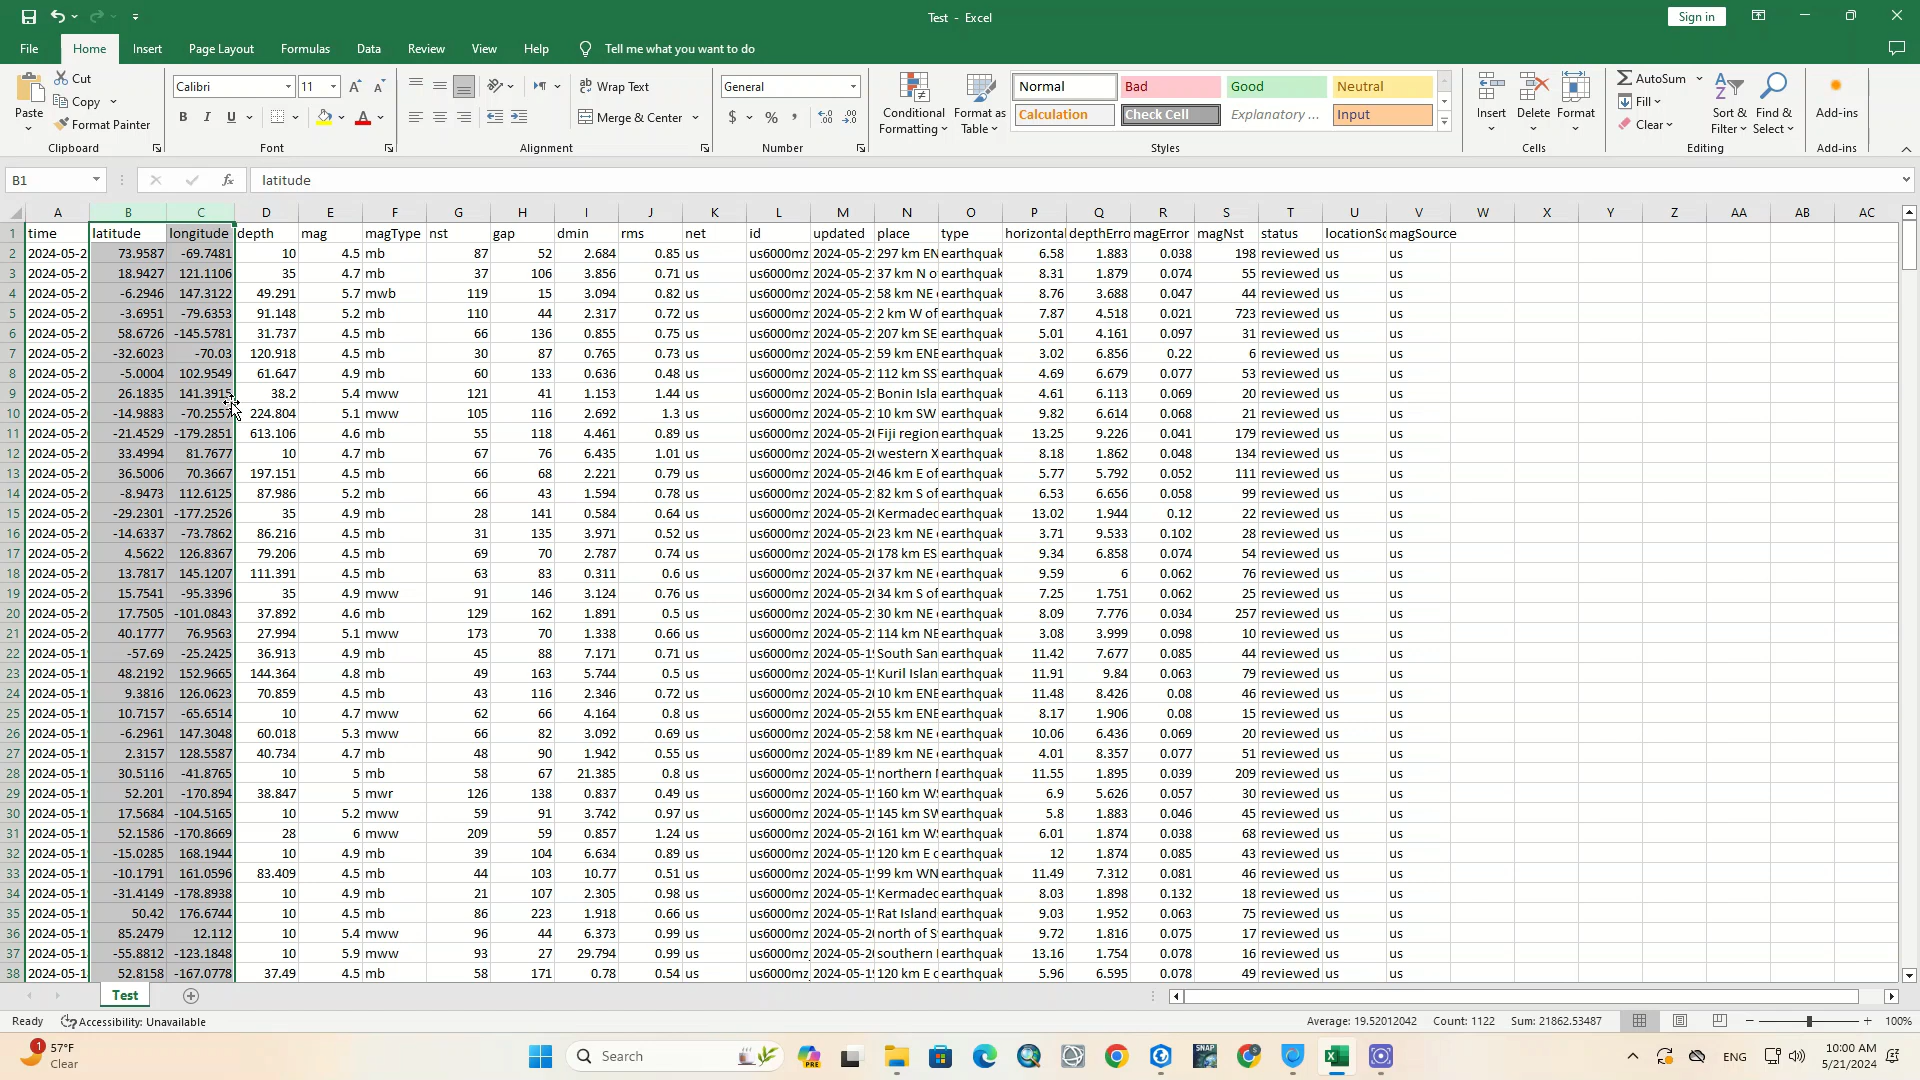 Test - Excel
Sign in
File Home Insert Page Layout Formulas Data Review View Help Tell me what you want to do
Paste Cut Copy Format Painter Clipboard
Calibri 11 Font
Wrap Text Merge & Center Alignment
General Number
Conditional Formatting Format as Table
Normal Bad Good Neutral
Calculation Check Cell Explanatory ... Input
Styles
Insert Delete Format Cells
AutoSum Fill Clear Sort & Filter Find & Select Editing
Add-ins Add-ins
B1 latitude
A B C D E F G H I J K L M N O P Q R S T U V W X Y Z AA AB AC
1 time latitude longitude depth mag magType nst gap dmin rms net id updated place type horizontal depthErro magError magNst status locationSo magSource
2 2024-05-2 73.9587 -69.7481 10 4.5 mb 87 52 2.684 0.85 us us6000mz 2024-05-2 297 km EN earthquak 6.58 1.883 0.038 198 reviewed us us
3 2024-05-2 18.9427 121.1106 35 4.7 mb 37 106 3.856 0.71 us us6000mz 2024-05-2 37 km N o earthquak 8.31 1.879 0.074 55 reviewed us us
4 2024-05-2 -6.2946 147.3122 49.291 5.7 mwb 119 15 3.094 0.82 us us6000mz 2024-05-2 58 km NE earthquak 8.76 3.688 0.047 44 reviewed us us
5 2024-05-2 -3.6951 -79.6353 91.148 5.2 mb 110 44 2.317 0.72 us us6000mz 2024-05-2 2 km W of earthquak 7.87 4.518 0.021 723 reviewed us us
6 2024-05-2 58.6726 -145.5781 31.737 4.5 mb 66 136 0.855 0.75 us us6000mz 2024-05-2 207 km SE earthquak 5.01 4.161 0.097 31 reviewed us us
7 2024-05-2 -32.6023 -70.03 120.918 4.5 mb 30 87 0.765 0.73 us us6000mz 2024-05-2 59 km ENE earthquak 3.02 6.856 0.22 6 reviewed us us
8 2024-05-2 -5.0004 102.9549 61.647 4.9 mb 60 133 0.636 0.48 us us6000mz 2024-05-2 112 km SS earthquak 4.69 6.679 0.077 53 reviewed us us
9 2024-05-2 26.1835 141.3915 38.2 5.4 mww 121 41 1.153 1.44 us us6000mz 2024-05-2 Bonin Isla earthquak 4.61 6.113 0.069 20 reviewed us us
10 2024-05-2 -14.9883 -70.2557 224.804 5.1 mww 105 116 2.692 1.3 us us6000mz 2024-05-2 10 km SW earthquak 9.82 6.614 0.068 21 reviewed us us
11 2024-05-2 -21.4529 -179.2851 613.106 4.6 mb 55 118 4.461 0.89 us us6000mz 2024-05-2 Fiji region earthquak 13.25 9.226 0.041 179 reviewed us us
12 2024-05-2 33.4994 81.7677 10 4.7 mb 67 76 6.435 1.01 us us6000mz 2024-05-2 western X earthquak 8.18 1.862 0.048 134 reviewed us us
13 2024-05-2 36.5006 70.3667 197.151 4.5 mb 66 68 2.221 0.79 us us6000mz 2024-05-2 46 km E of earthquak 5.77 5.792 0.052 111 reviewed us us
14 2024-05-2 -8.9473 112.6125 87.986 5.2 mb 66 43 1.594 0.78 us us6000mz 2024-05-2 82 km S of earthquak 6.53 6.656 0.058 99 reviewed us us
15 2024-05-2 -29.2301 -177.2526 35 4.9 mb 28 141 0.584 0.64 us us6000mz 2024-05-2 Kermadec earthquak 13.02 1.944 0.12 22 reviewed us us
16 2024-05-2 -14.6337 -73.7862 86.216 4.5 mb 31 135 3.971 0.52 us us6000mz 2024-05-2 23 km NE earthquak 3.71 9.533 0.102 28 reviewed us us
17 2024-05-2 4.5622 126.8367 79.206 4.5 mb 69 70 2.787 0.74 us us6000mz 2024-05-2 178 km ES earthquak 9.34 6.858 0.074 54 reviewed us us
18 2024-05-2 13.7817 145.1207 111.391 4.5 mb 63 83 0.311 0.6 us us6000mz 2024-05-2 37 km NE earthquak 9.59 6 0.062 76 reviewed us us
19 2024-05-2 15.7541 -95.3396 35 4.9 mww 91 146 3.124 0.76 us us6000mz 2024-05-2 34 km S of earthquak 7.25 1.751 0.062 25 reviewed us us
20 2024-05-2 17.7505 -101.0843 37.892 4.6 mb 129 162 1.891 0.5 us us6000mz 2024-05-2 30 km NE earthquak 8.09 7.776 0.034 257 reviewed us us
21 2024-05-2 40.1777 76.9563 27.994 5.1 mww 173 70 1.338 0.66 us us6000mz 2024-05-2 114 km NE earthquak 3.08 3.999 0.098 10 reviewed us us
22 2024-05-1 -57.69 -25.2425 36.913 4.9 mb 45 88 7.171 0.71 us us6000mz 2024-05-1 South San earthquak 11.42 7.677 0.085 44 reviewed us us
23 2024-05-1 48.2192 152.9665 144.364 4.8 mb 49 163 5.744 0.5 us us6000mz 2024-05-1 Kuril Islan earthquak 11.91 9.84 0.063 79 reviewed us us
24 2024-05-1 9.3816 126.0623 70.859 4.5 mb 43 116 2.346 0.72 us us6000mz 2024-05-2 10 km ENE earthquak 11.48 8.426 0.08 46 reviewed us us
25 2024-05-1 10.7157 -65.6514 10 4.7 mww 62 66 4.164 0.8 us us6000mz 2024-05-2 55 km ENE earthquak 8.17 1.906 0.08 15 reviewed us us
26 2024-05-1 -6.2961 147.3048 60.018 5.3 mww 66 82 3.092 0.69 us us6000mz 2024-05-2 58 km NE earthquak 10.06 6.436 0.069 20 reviewed us us
27 2024-05-1 2.3157 128.5587 40.734 4.7 mb 48 90 1.942 0.55 us us6000mz 2024-05-1 89 km NE earthquak 4.01 8.357 0.077 51 reviewed us us
28 2024-05-1 30.5116 -41.8765 10 5 mb 58 67 21.385 0.8 us us6000mz 2024-05-1 northern earthquak 11.55 1.895 0.039 209 reviewed us us
29 2024-05-1 52.201 -170.894 38.847 5 mwr 126 138 0.837 0.49 us us6000mz 2024-05-1 160 km WS earthquak 6.9 5.626 0.057 30 reviewed us us
30 2024-05-1 17.5684 -104.5165 10 5.2 mww 59 91 3.742 0.97 us us6000mz 2024-05-1 145 km SW earthquak 5.8 1.883 0.046 45 reviewed us us
31 2024-05-1 52.1586 -170.8669 28 6 mww 209 59 0.857 1.24 us us6000mz 2024-05-2 161 km WS earthquak 6.01 1.874 0.038 68 reviewed us us
32 2024-05-1 -15.0285 168.1944 10 4.9 mb 39 104 6.634 0.89 us us6000mz 2024-05-1 120 km E o earthquak 12 1.874 0.085 43 reviewed us us
33 2024-05-1 -10.1791 161.0596 83.409 4.5 mb 44 103 10.77 0.51 us us6000mz 2024-05-1 99 km WN earthquak 11.49 7.312 0.081 46 reviewed us us
34 2024-05-1 -31.4149 -178.8938 10 4.9 mb 21 107 2.305 0.98 us us6000mz 2024-05-1 Kermadec earthquak 8.03 1.898 0.132 18 reviewed us us
35 2024-05-1 50.42 176.6744 10 4.5 mb 86 223 1.918 0.66 us us6000mz 2024-05-1 Rat Island earthquak 9.03 1.952 0.063 75 reviewed us us
36 2024-05-1 85.2479 12.112 10 5.4 mww 96 44 6.373 0.99 us us6000mz 2024-05-1 north of S earthquak 9.72 1.816 0.075 17 reviewed us us
37 2024-05-1 -55.8812 -123.1848 10 5.9 mww 93 27 29.794 0.99 us us6000mz 2024-05-2 southern earthquak 13.16 1.754 0.078 16 reviewed us us
38 2024-05-1 52.8158 -167.0778 37.49 4.5 mb 58 171 0.78 0.54 us us6000mz 2024-05-1 120 km E o earthquak 5.96 6.595 0.078 49 reviewed us us
Test
Ready Accessibility: Unavailable Average: 19.52012042 Count: 1122 Sum: 21862.53487 100%
1 57°F Clear
Search
PRE
SNAP
ENG
10:00 AM
5/21/2024